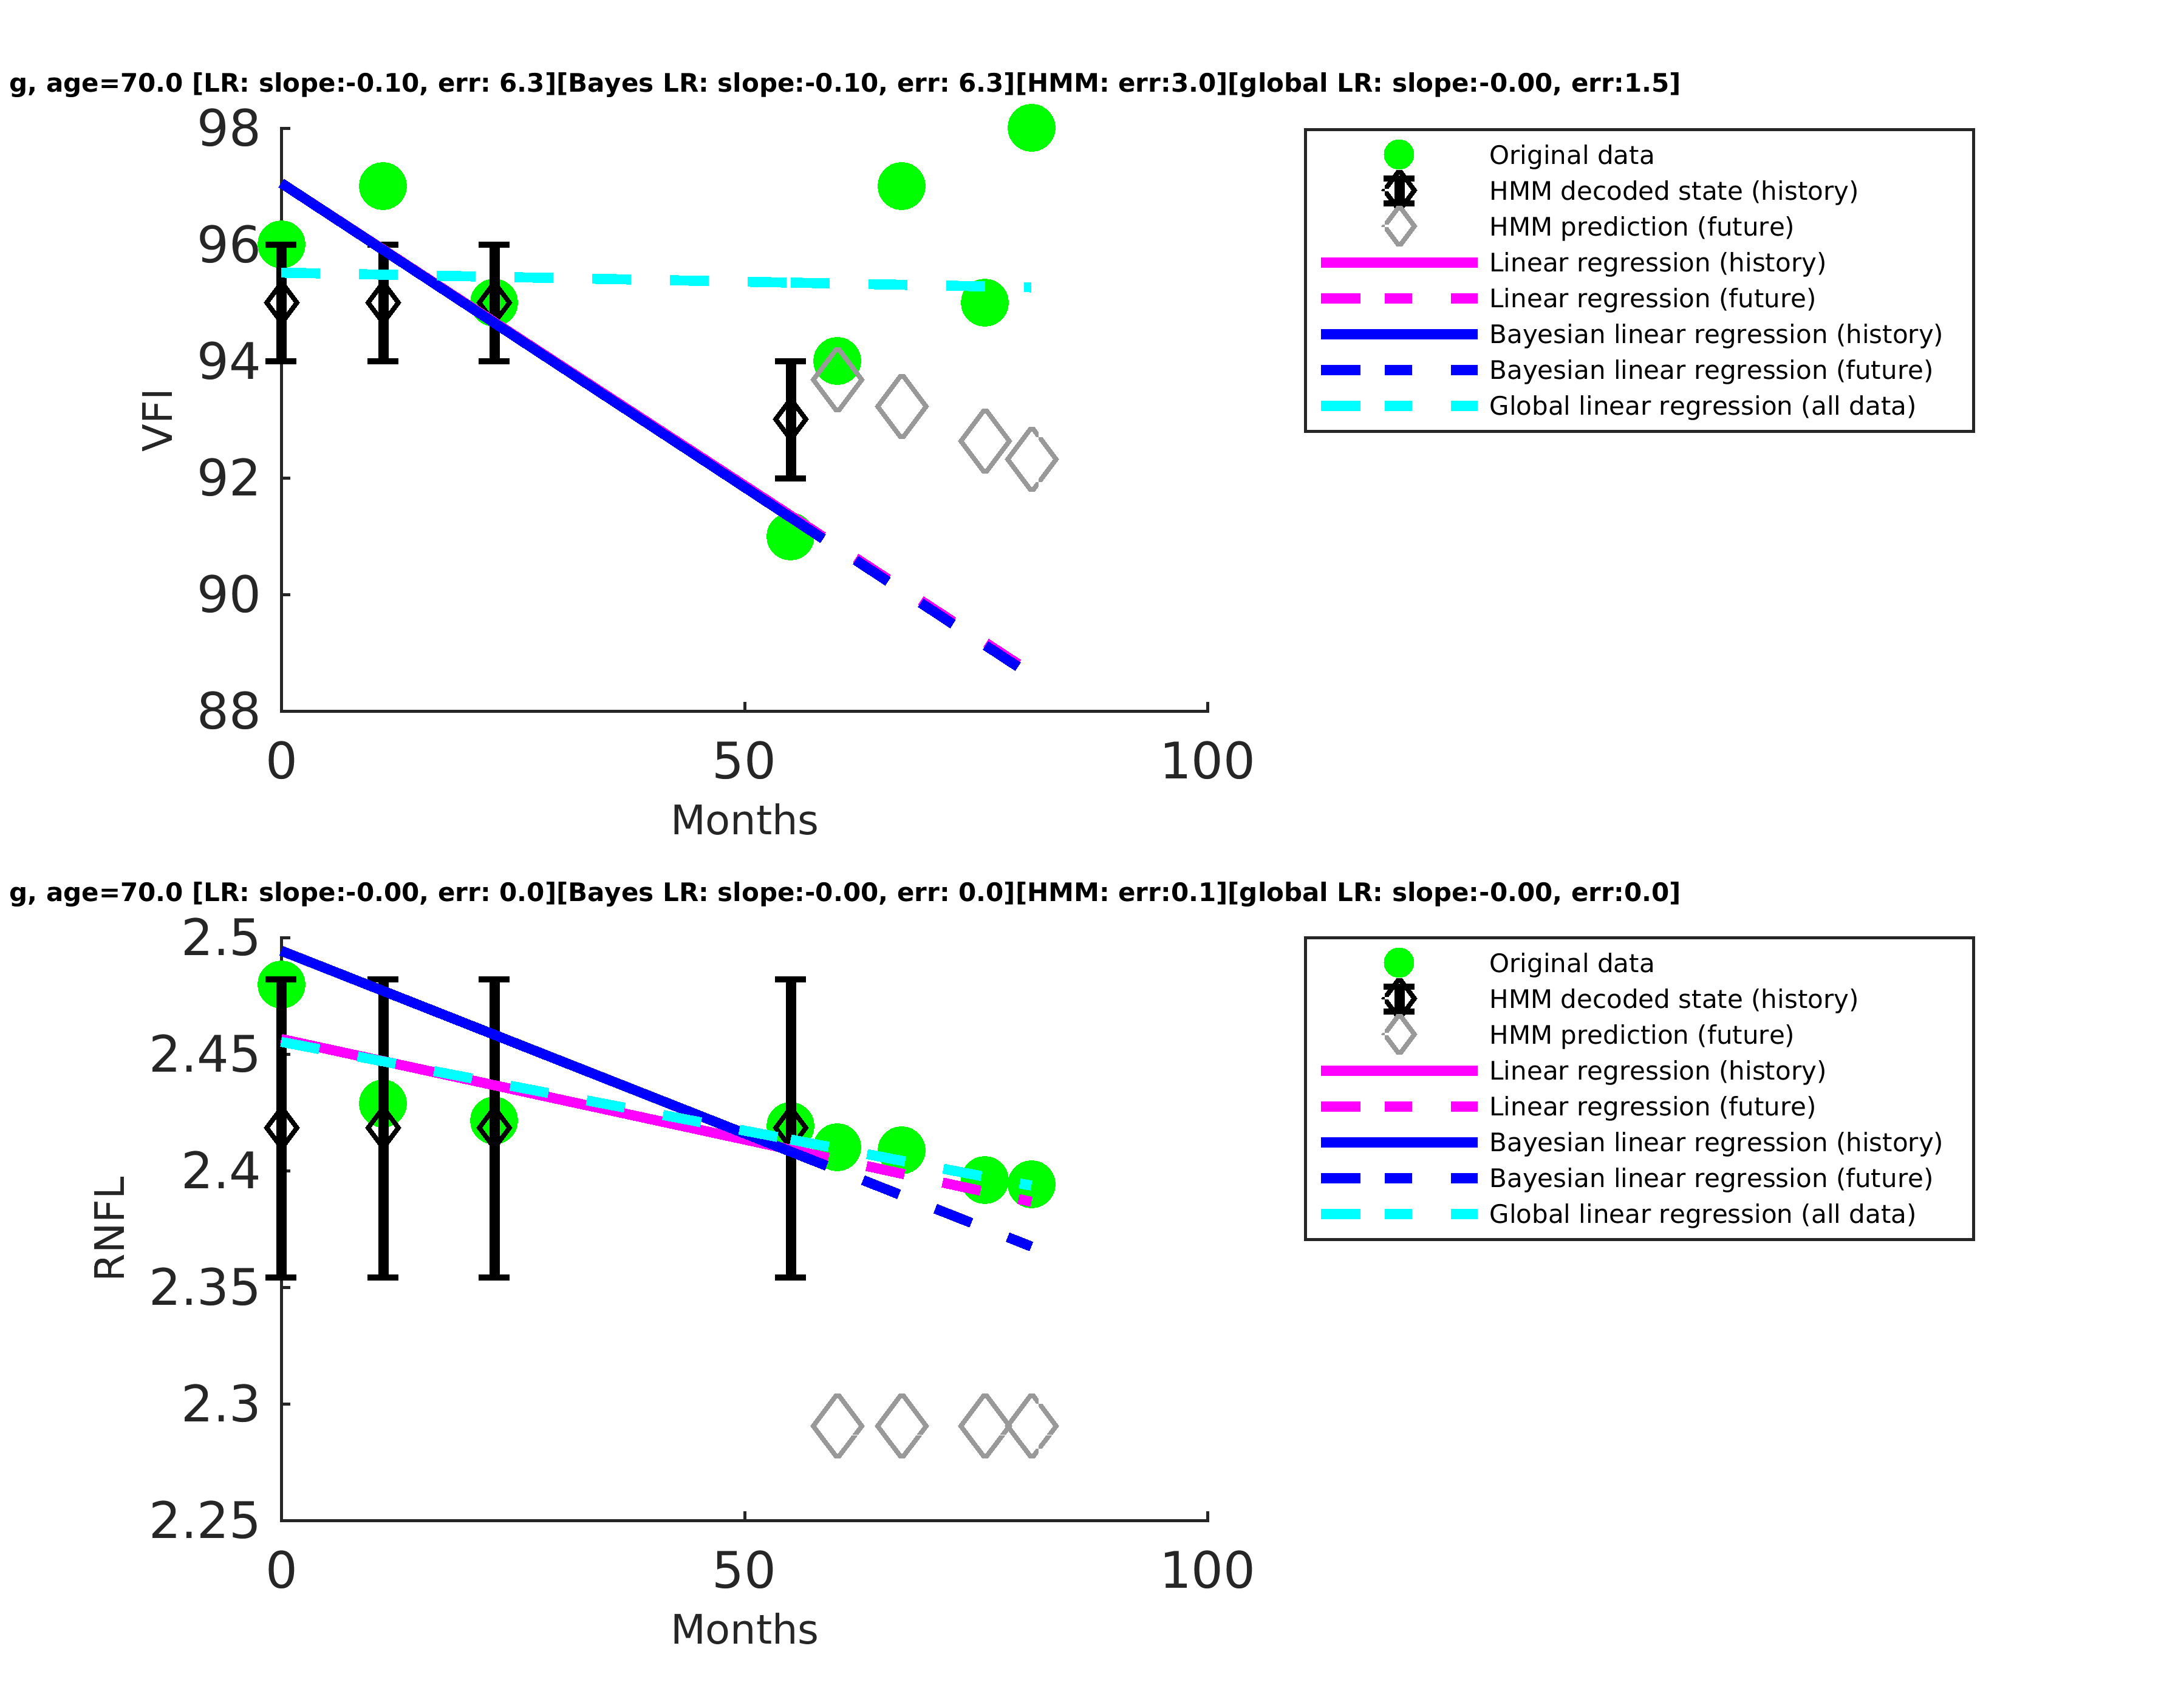 g, age=70.0 [LR: slope:-0.10, err: 6.3][Bayes LR: slope:-0.10, err: 6.3][HMM: err:3.0][global LR: slope:-0.00, err:1.5]
98
96
94
92
90
88
VFI
0 50 100
Months
Original data
HMM decoded state (history)
HMM prediction (future)
Linear regression (history)
Linear regression (future)
Bayesian linear regression (history)
Bayesian linear regression (future)
Global linear regression (all data)
g, age=70.0 [LR: slope:-0.00, err: 0.0][Bayes LR: slope:-0.00, err: 0.0][HMM: err:0.1][global LR: slope:-0.00, err:0.0]
2.5
2.45
2.4
2.35
2.3
2.25
RNFL
0 50 100
Months
Original data
HMM decoded state (history)
HMM prediction (future)
Linear regression (history)
Linear regression (future)
Bayesian linear regression (history)
Bayesian linear regression (future)
Global linear regression (all data)